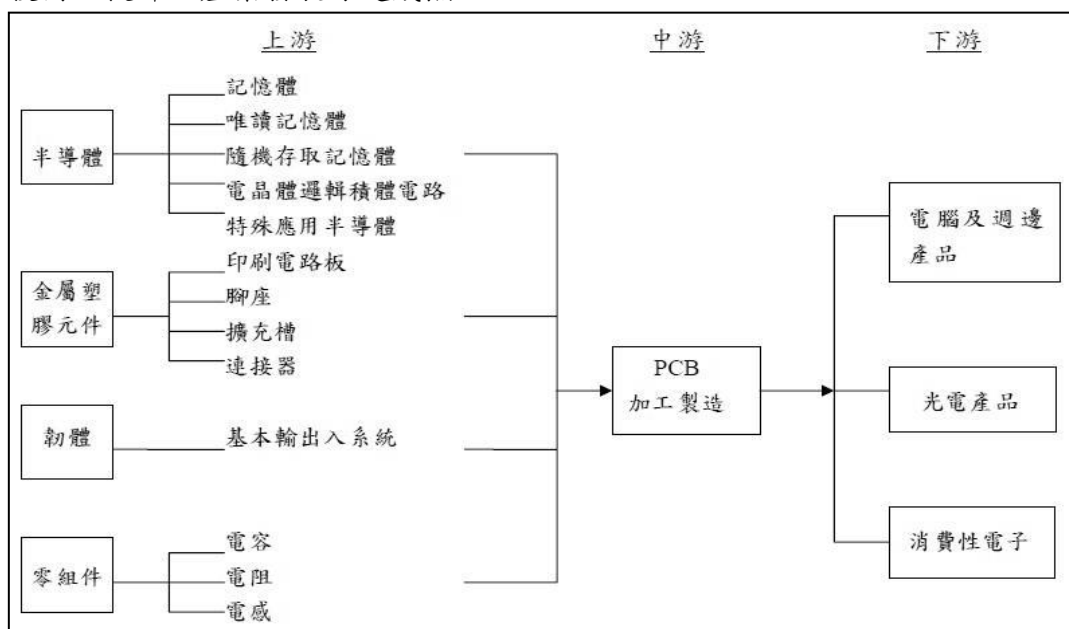 上游
中游
下游
半導體
記憶體
唯讀記憶體
隨機存取記憶體
電晶體邏輯積體電路
特殊應用半導體
金屬塑
膠元件
印刷電路板
腳座
擴充槽
連接器
韌體
基本輸出入系統
零組件
電容
電阻
電感
PCB
加工製造
電腦及週邊
產品
光電產品
消費性電子